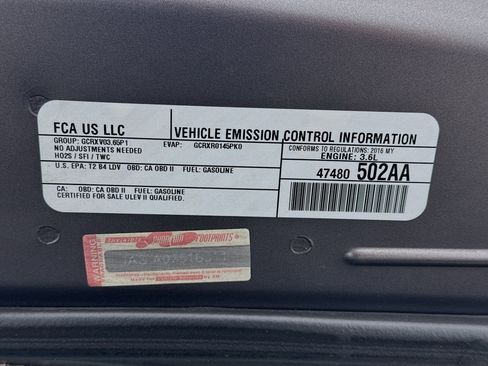 FCA US LLC
VEHICLE EMISSION CONTROL INFORMATION
GROUP: GCRXV03.65P1
EVAP: GCRXR0145PK0
CONFORMS TO REGULATIONS: 2016 MY
NO ADJUSTMENTS NEEDED
ENGINE: 3.6L
HO2S / SFI / TWC
U.S. EPA: T2 B4 LDV OBD: CA OBD II FUEL: GASOLINE
47480 502AA
CA: OBD: CA OBD II FUEL: GASOLINE
CERTIFIED FOR SALE ULEV II QUALIFIED.
WARNING
FOOTPRINTS